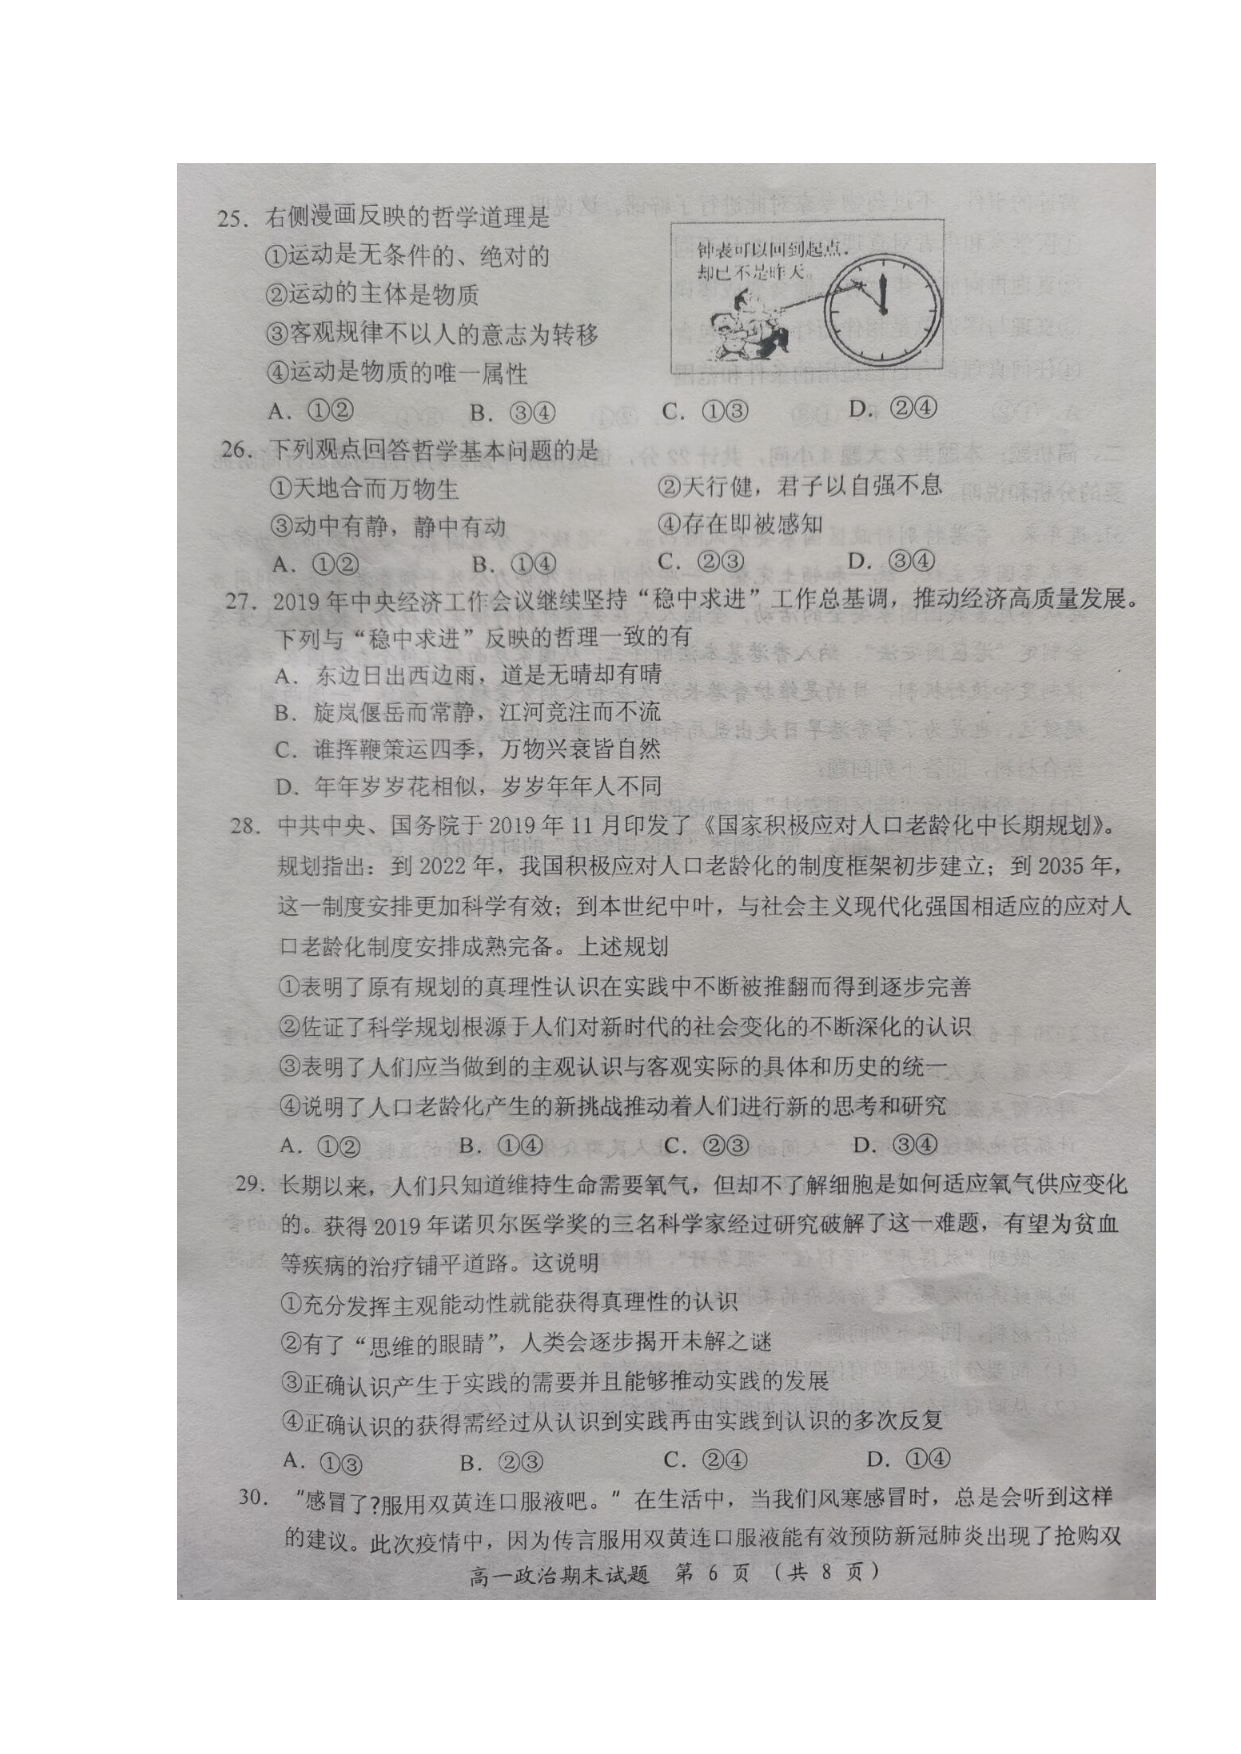 25．右侧漫画反映的哲学道理是
①运动是无条件的、绝对的
②运动的主体是物质
③客观规律不以人的意志为转移
④运动是物质的唯一属性
钟表可以回到起点，
却已不是昨天。
A．①② B．③④ C．①③ D．②④
26．下列观点回答哲学基本问题的是
①天地合而万物生 ②天行健，君子以自强不息
③动中有静，静中有动 ④存在即被感知
A．①② B．①④ C．②③ D．③④
27．2019年中央经济工作会议继续坚持“稳中求进”工作总基调，推动经济高质量发展。
下列与“稳中求进”反映的哲理一致的有
A．东边日出西边雨，道是无晴却有晴
B．旋岚偃岳而常静，江河竞注而不流
C．谁挥鞭策运四季，万物兴衰皆自然
D．年年岁岁花相似，岁岁年年人不同
28．中共中央、国务院于2019年11月印发了《国家积极应对人口老龄化中长期规划》。
规划指出：到2022年，我国积极应对人口老龄化的制度框架初步建立；到2035年，
这一制度安排更加科学有效；到本世纪中叶，与社会主义现代化强国相适应的应对人
口老龄化制度安排成熟完备。上述规划
①表明了原有规划的真理性认识在实践中不断被推翻而得到逐步完善
②佐证了科学规划根源于人们对新时代的社会变化的不断深化的认识
③表明了人们应当做到的主观认识与客观实际的具体和历史的统一
④说明了人口老龄化产生的新挑战推动着人们进行新的思考和研究
A．①② B．①④ C．②③ D．③④
29．长期以来，人们只知道维持生命需要氧气，但却不了解细胞是如何适应氧气供应变化
的。获得2019年诺贝尔医学奖的三名科学家经过研究破解了这一难题，有望为贫血
等疾病的治疗铺平道路。这说明
①充分发挥主观能动性就能获得真理性的认识
②有了“思维的眼睛”，人类会逐步揭开未解之谜
③正确认识产生于实践的需要并且能够推动实践的发展
④正确认识的获得需经过从认识到实践再由实践到认识的多次反复
A．①③ B．②③ C．②④ D．①④
30．“感冒了?服用双黄连口服液吧。”在生活中，当我们风寒感冒时，总是会听到这样
的建议。此次疫情中，因为传言服用双黄连口服液能有效预防新冠肺炎出现了抢购双
高一政治期末试题 第 6 页 （共 8 页）